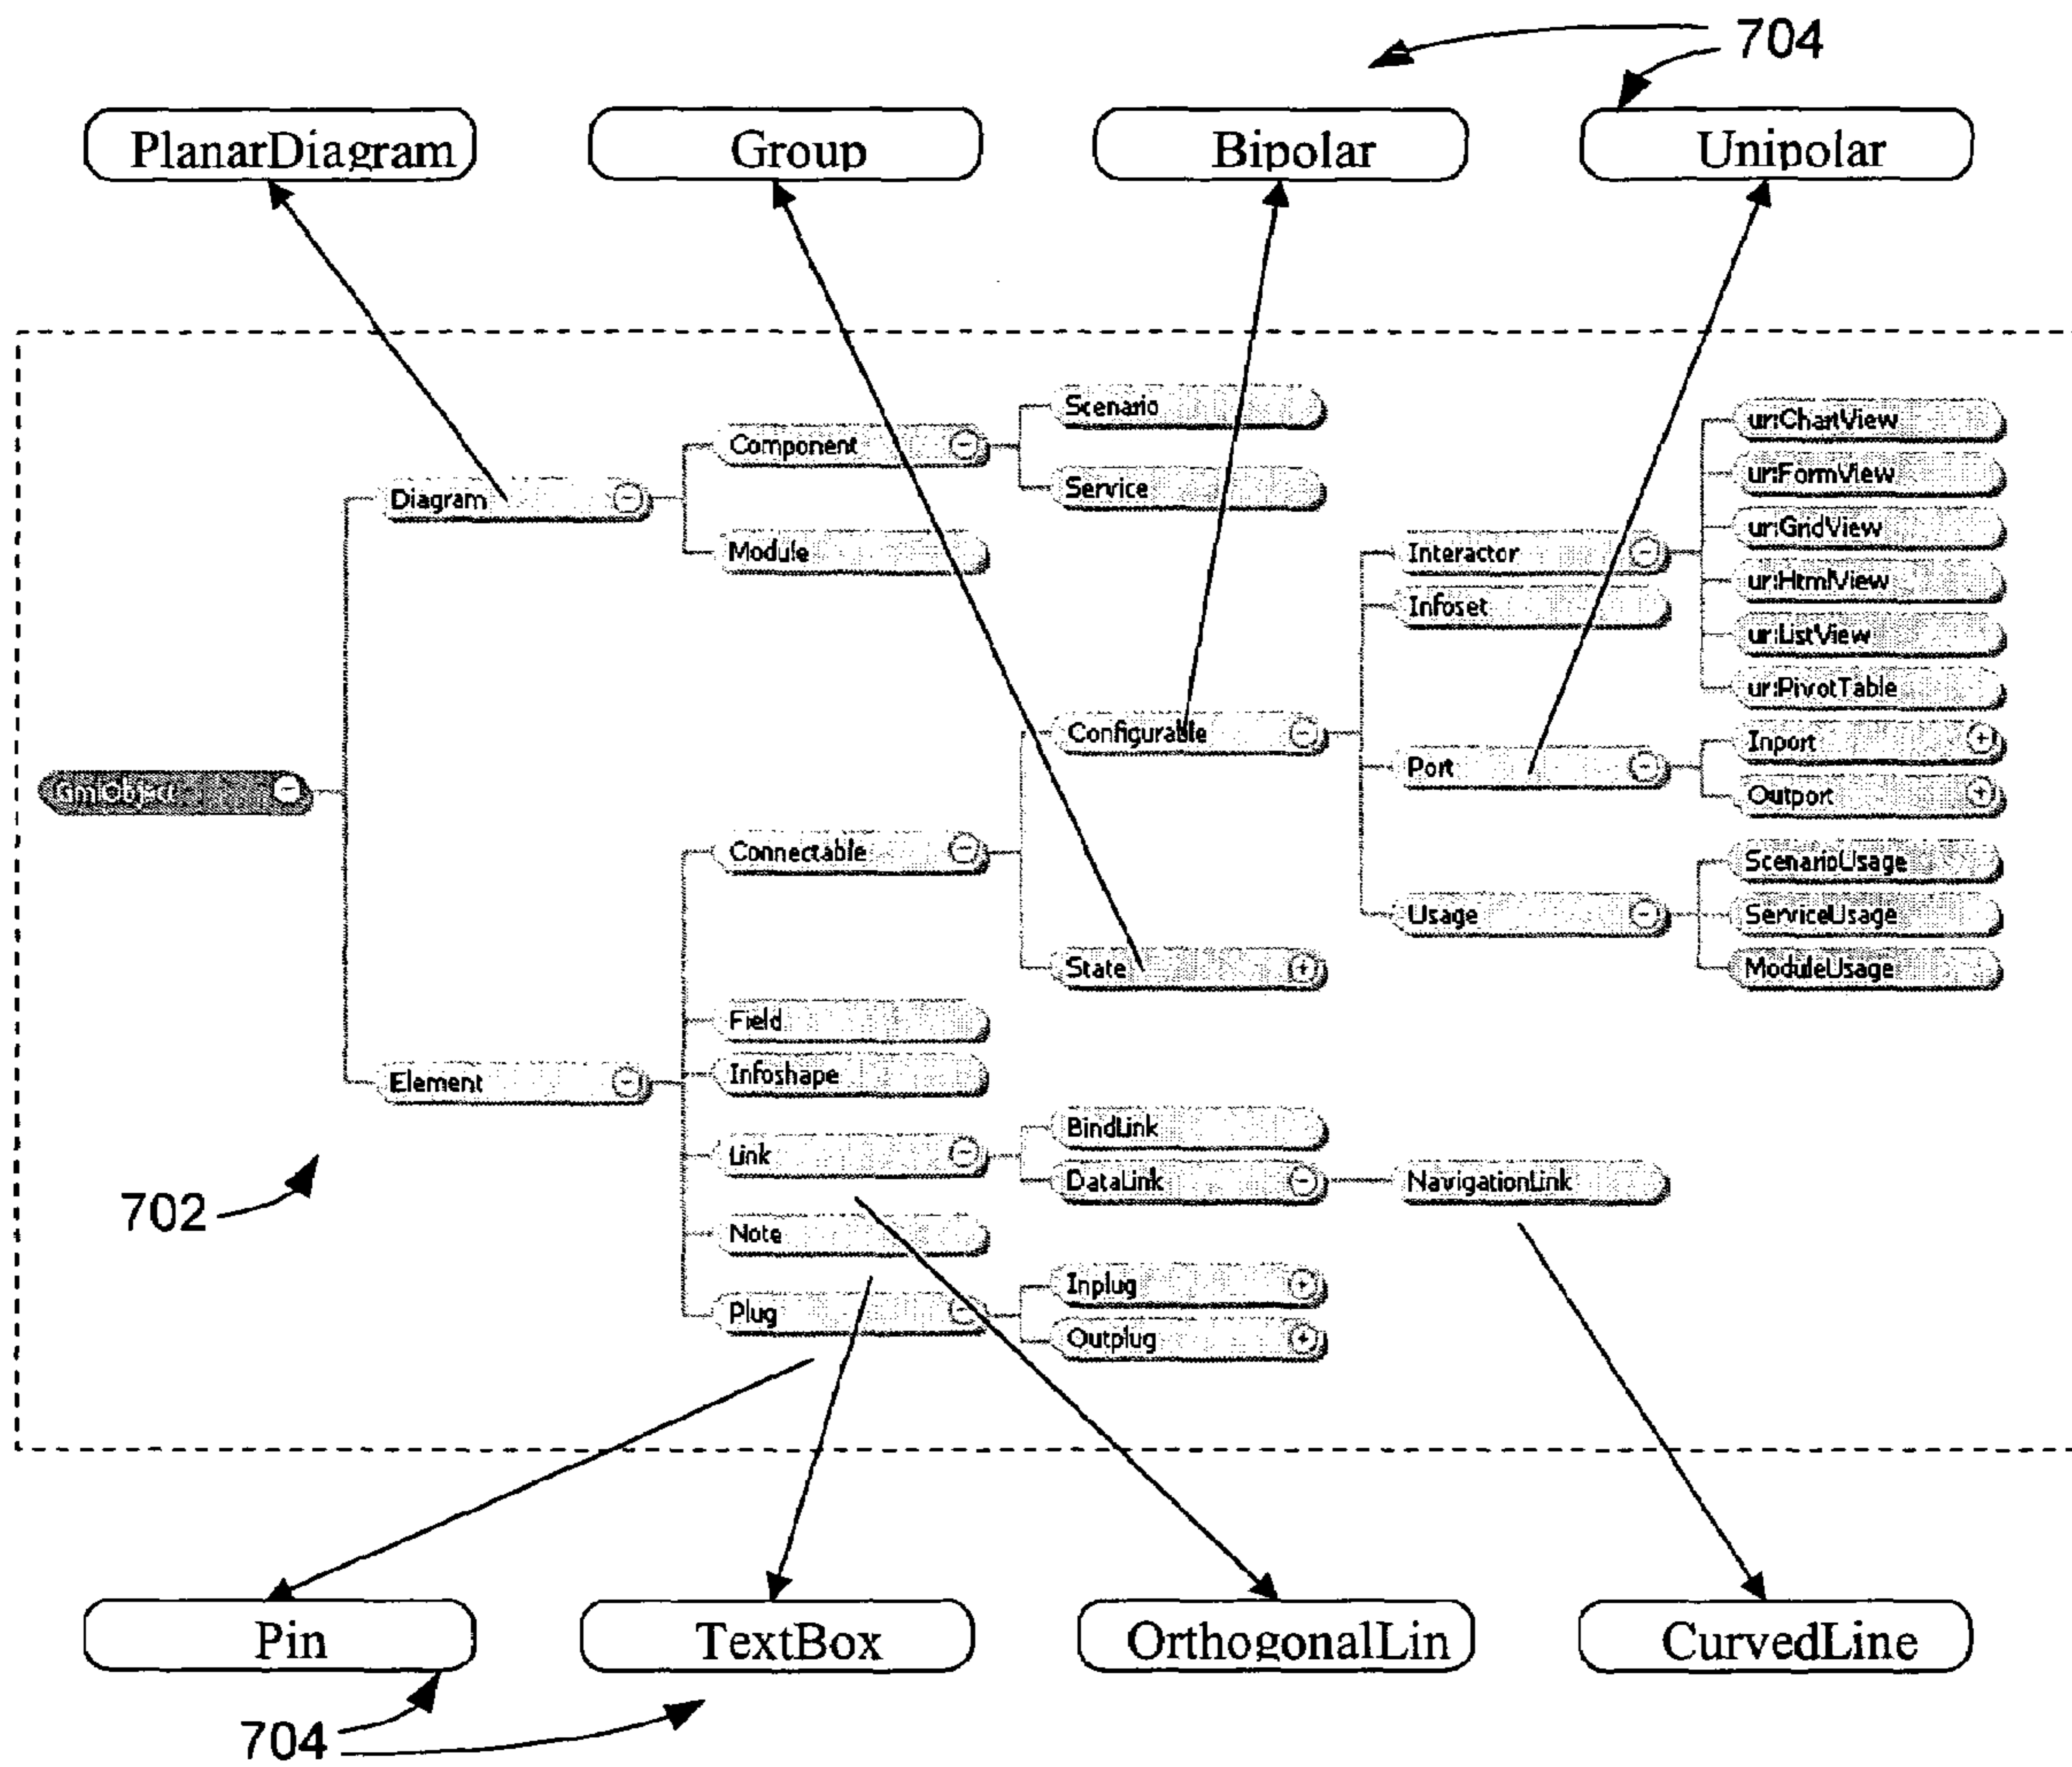 704
PlanarDiagram
Group
Bipolar
Unipolar
Scenario
Component
Service
Diagram
Module
ur:ChartView
ur:FormView
ur:GridView
ur:HtmlView
ur:ListView
ur:PivotTable
Interactor
Infoset
Configurable
Port
Inport
Outport
GmlObject
Connectable
ScenarioUsage
ServiceUsage
ModuleUsage
Usage
State
Field
Infoshape
Element
Link
BindLink
DataLink
NavigationLink
702
Note
Plug
Inplug
Outplug
Pin
TextBox
OrthogonalLin
CurvedLine
704